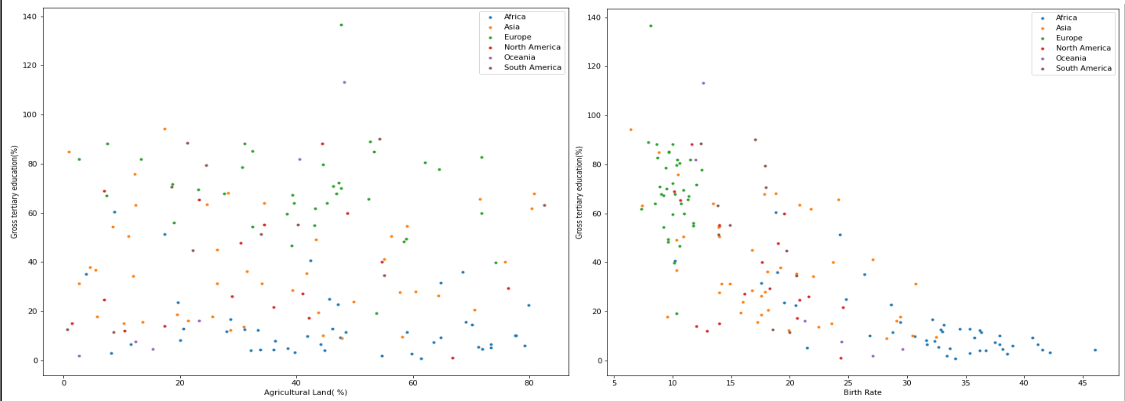 140
120
100
80
60
40
20
0
Gross tertiary education(%)
0 20 40 60 80
Agricultural Land( %)
Africa
Asia
Europe
North America
Oceania
South America
140
120
100
80
60
40
20
0
Gross tertiary education(%)
5 10 15 20 25 30 35 40 45
Birth Rate
Africa
Asia
Europe
North America
Oceania
South America